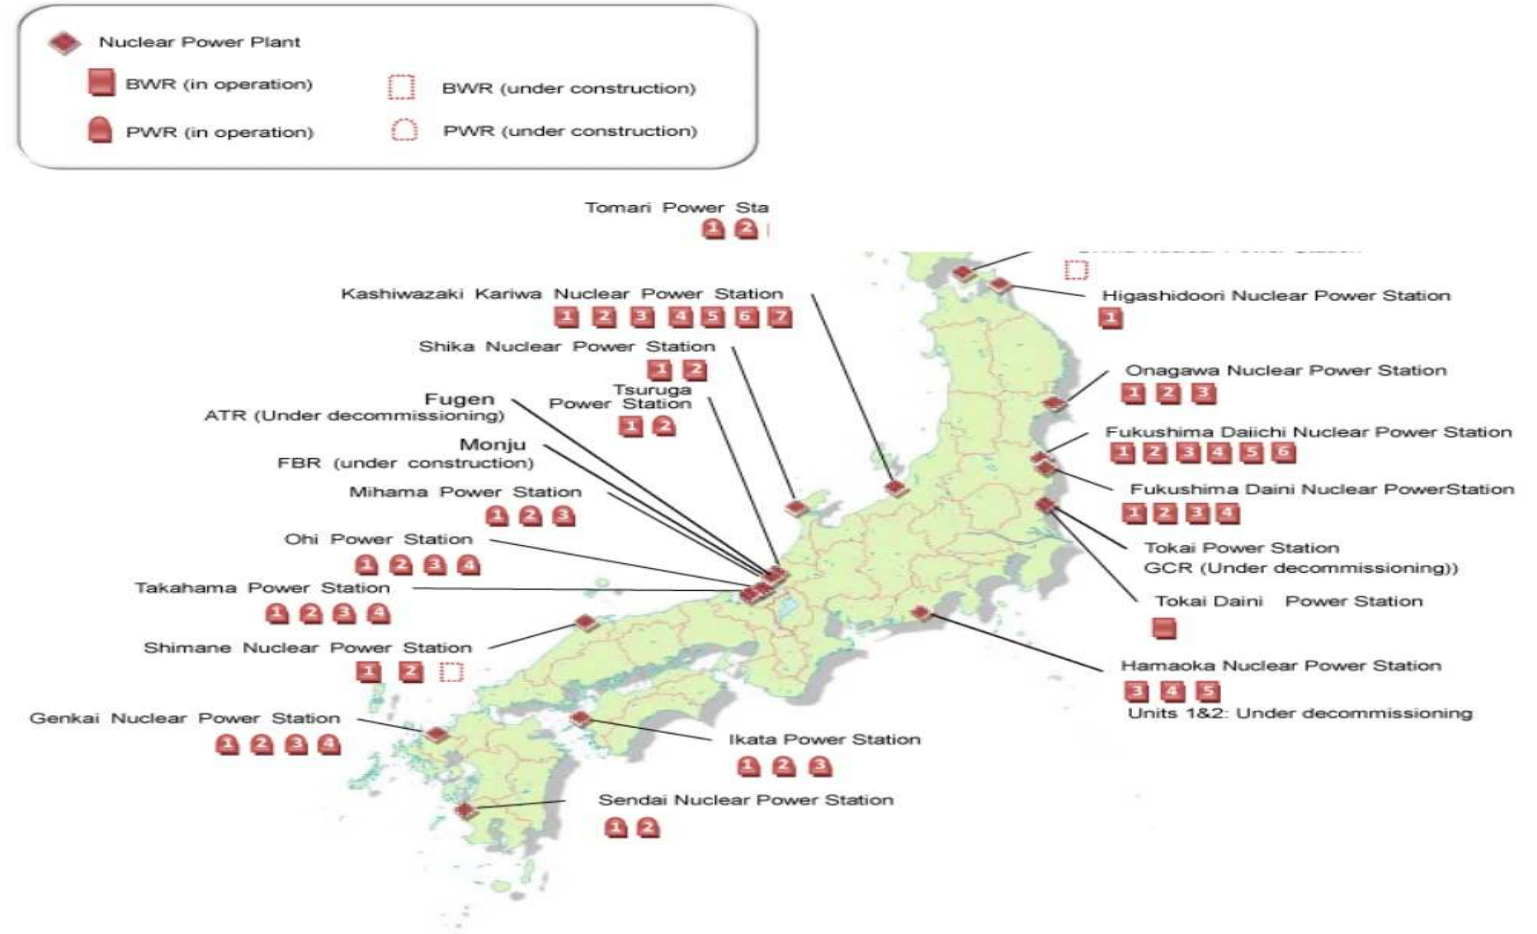 Nuclear Power Plant
BWR (in operation)
BWR (under construction)
PWR (in operation)
PWR (under construction)
Tomari Power Sta
1 2
Kashiwazaki Kariwa Nuclear Power Station
1 2 3 4 5 6 7
Shika Nuclear Power Station
1 2
Tsuruga
Power Station
1 2
Fugen
ATR (Under decommissioning)
Monju
FBR (under construction)
Mihama Power Station
1 2 3
Ohi Power Station
1 2 3 4
Takahama Power Station
1 2 3 4
Shimane Nuclear Power Station
1 2
Genkai Nuclear Power Station
1 2 3 4
Higashidoori Nuclear Power Station
1
Onagawa Nuclear Power Station
1 2 3
Fukushima Daiichi Nuclear Power Station
1 2 3 4 5 6
Fukushima Daini Nuclear PowerStation
1 2 3 4
Tokai Power Station
GCR (Under decommissioning))
Tokai Daini Power Station
Hamaoka Nuclear Power Station
3 4 5
Units 1&2: Under decommissioning
Ikata Power Station
1 2 3
Sendai Nuclear Power Station
1 2